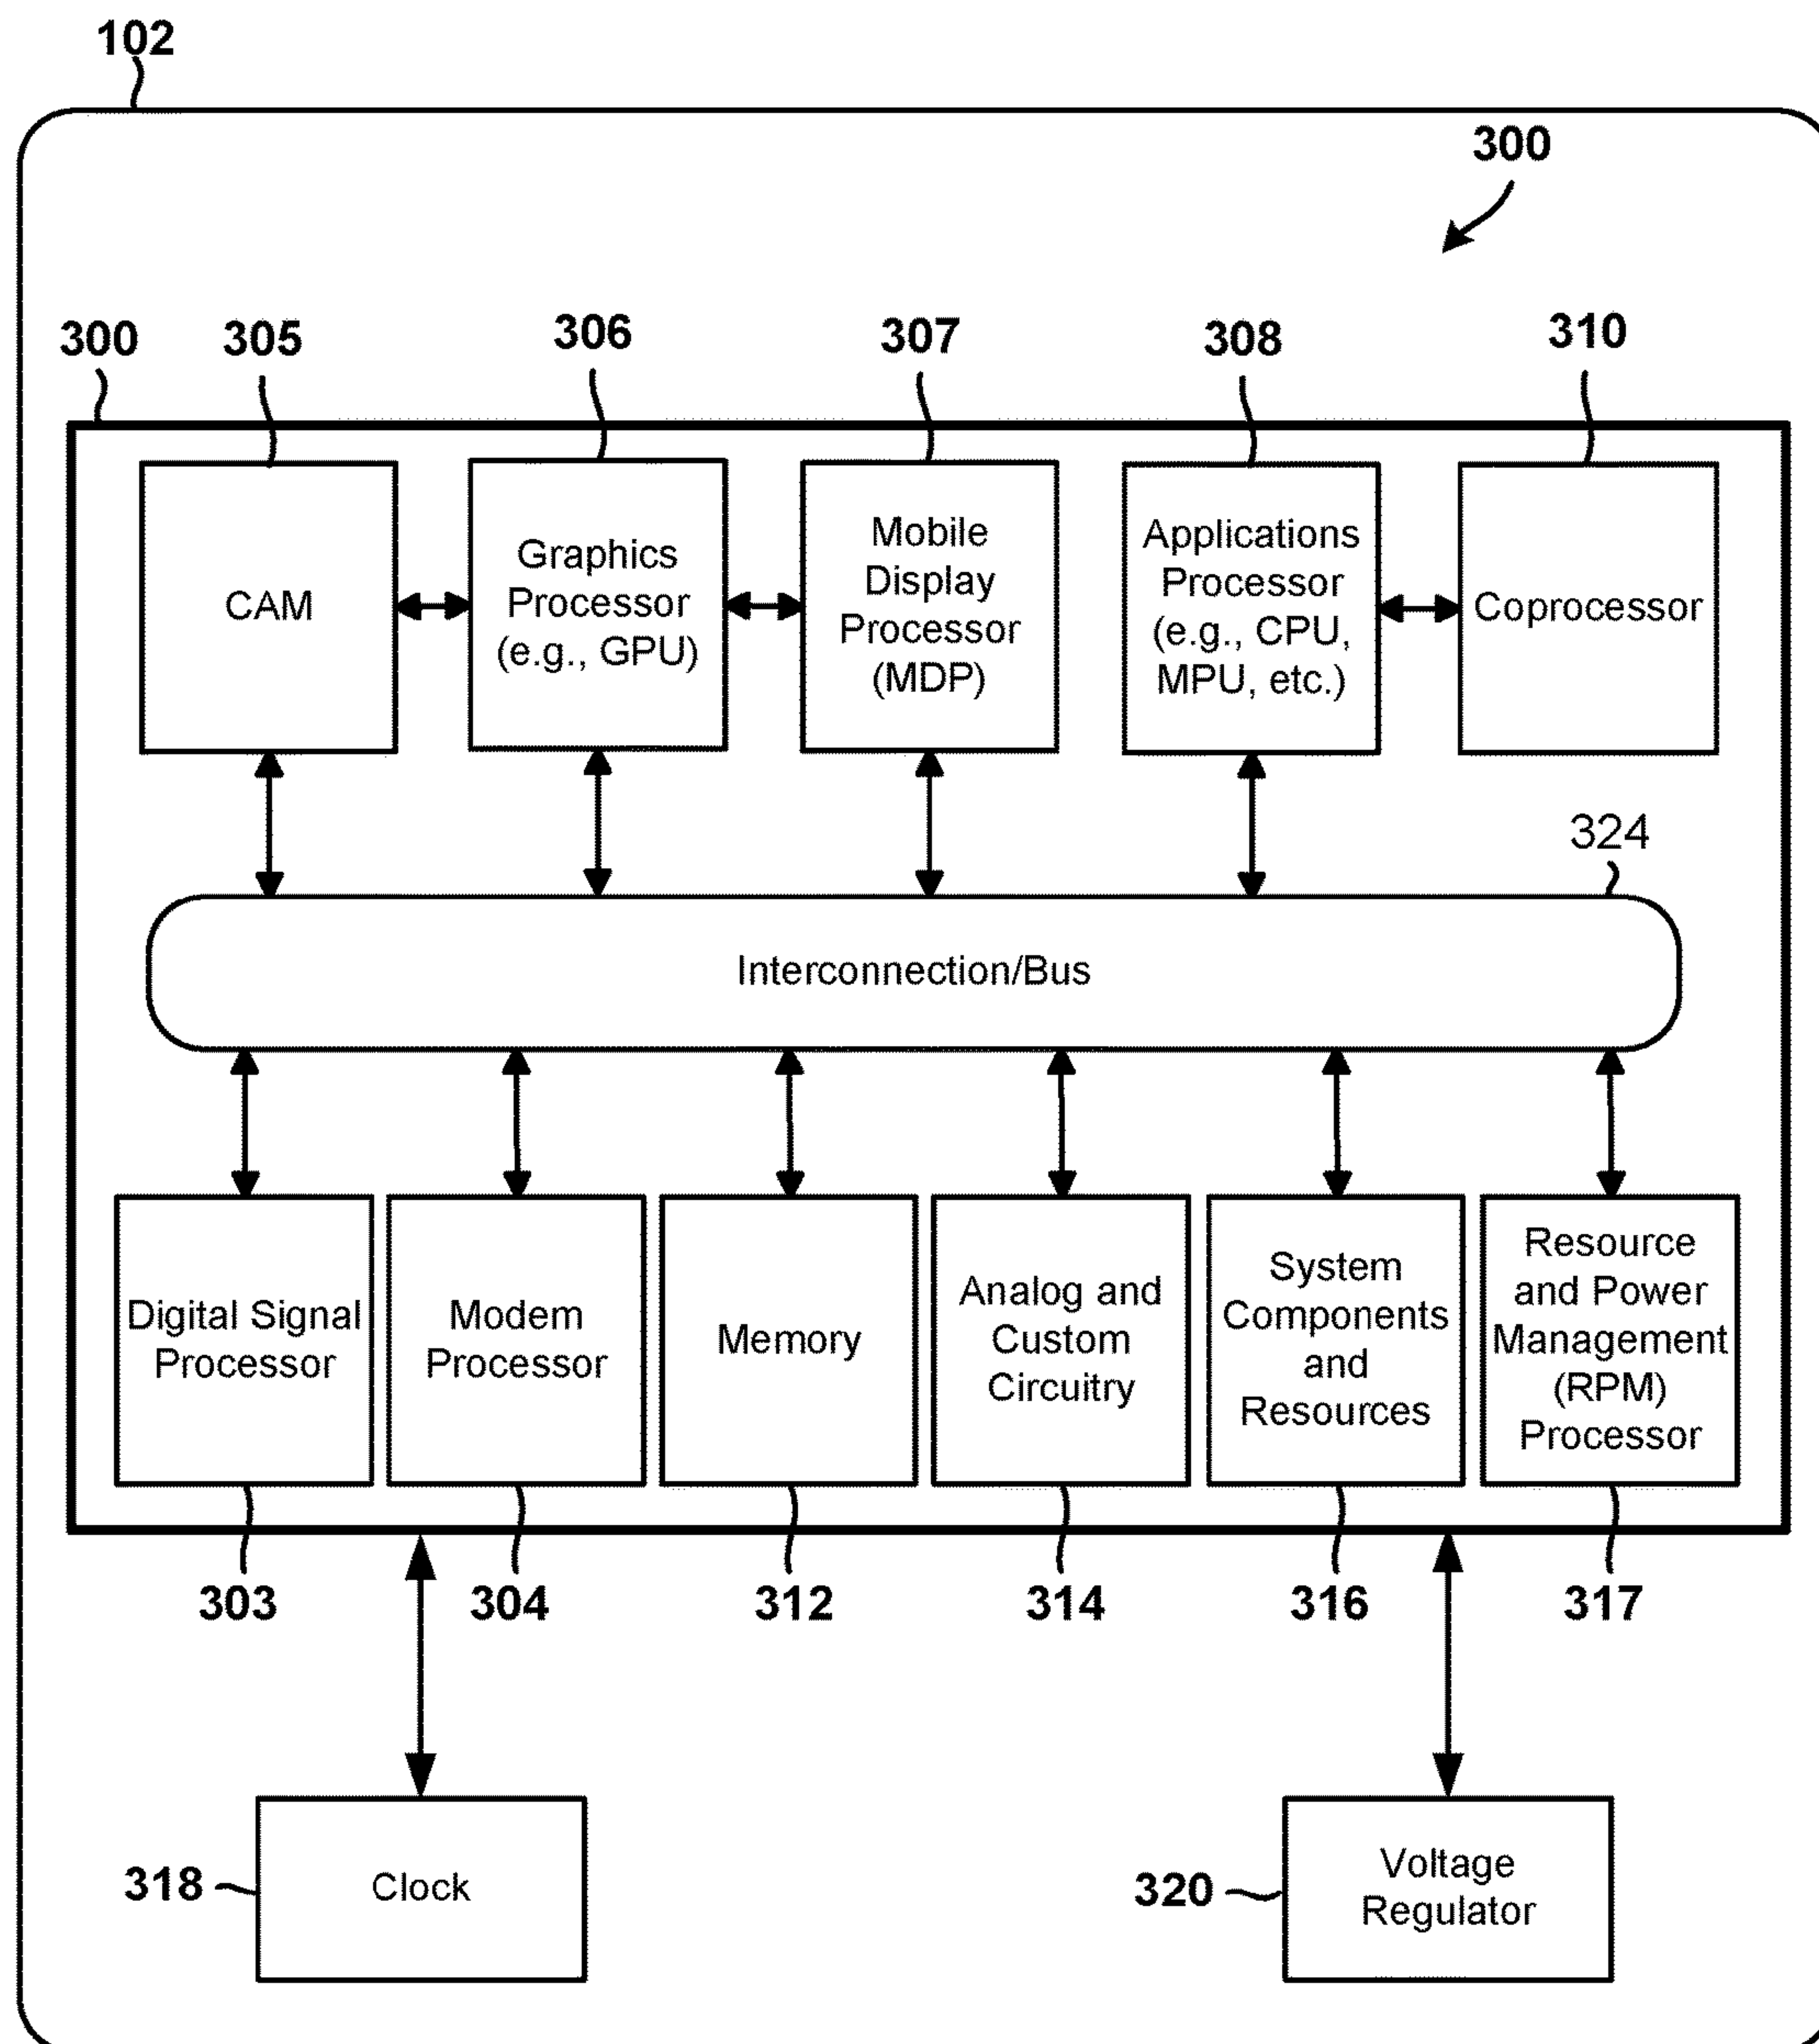 102
300
300
305
306
307
308
310
CAM
Graphics
Processor
(e.g., GPU)
Mobile
Display
Processor
(MDP)
Applications
Processor
(e.g., CPU,
MPU, etc.)
Coprocessor
324
Interconnection/Bus
Digital Signal
Processor
Modem
Processor
Memory
Analog and
Custom
Circuitry
System
Components
and
Resources
Resource
and Power
Management
(RPM)
Processor
303
304
312
314
316
317
318
Clock
320
Voltage
Regulator